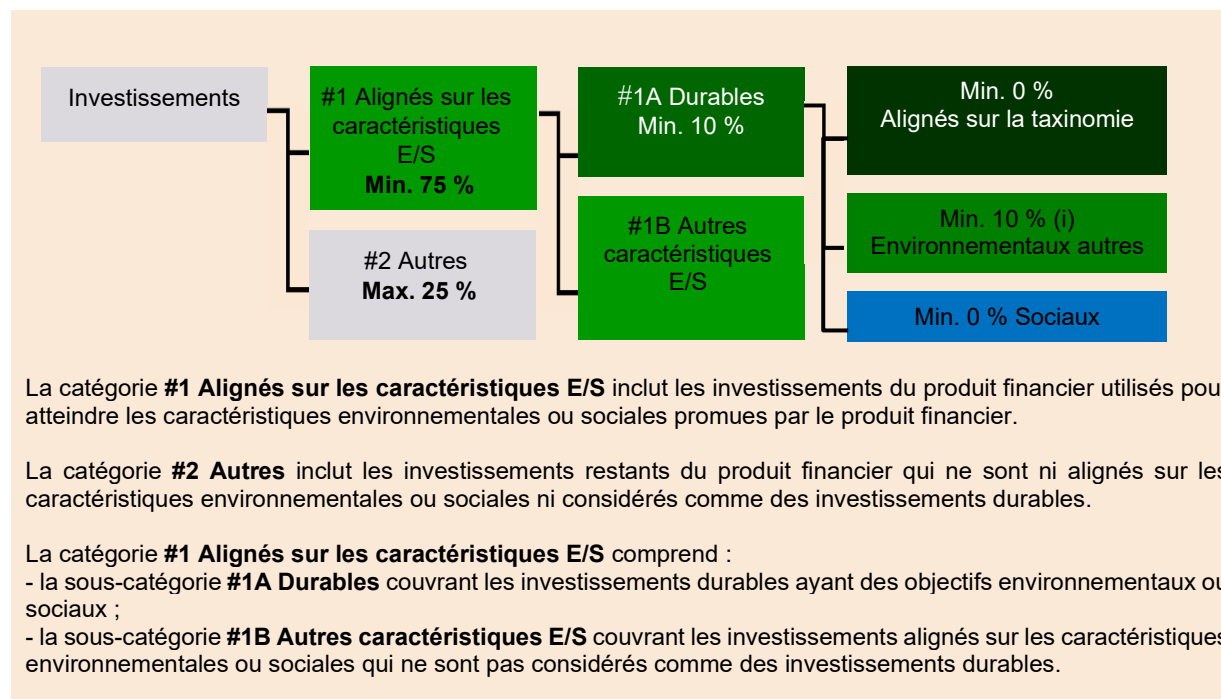 Investissements
#1 Alignés sur les
caractéristiques
E/S
Min. 75 %
#2 Autres
Max. 25 %
#1A Durables
Min. 10 %
#1B Autres
caractéristiques
E/S
Min. 0 %
Alignés sur la taxinomie
Min. 10 % (i)
Environnementaux autres
Min. 0 % Sociaux
La catégorie #1 Alignés sur les caractéristiques E/S inclut les investissements du produit financier utilisés pou
atteindre les caractéristiques environnementales ou sociales promues par le produit financier.
La catégorie #2 Autres inclut les investissements restants du produit financier qui ne sont ni alignés sur les
caractéristiques environnementales ou sociales ni considérés comme des investissements durables.
La catégorie #1 Alignés sur les caractéristiques E/S comprend :
- la sous-catégorie #1A Durables couvrant les investissements durables ayant des objectifs environnementaux ou
sociaux ;
- la sous-catégorie #1B Autres caractéristiques E/S couvrant les investissements alignés sur les caractéristiques
environnementales ou sociales qui ne sont pas considérés comme des investissements durables.